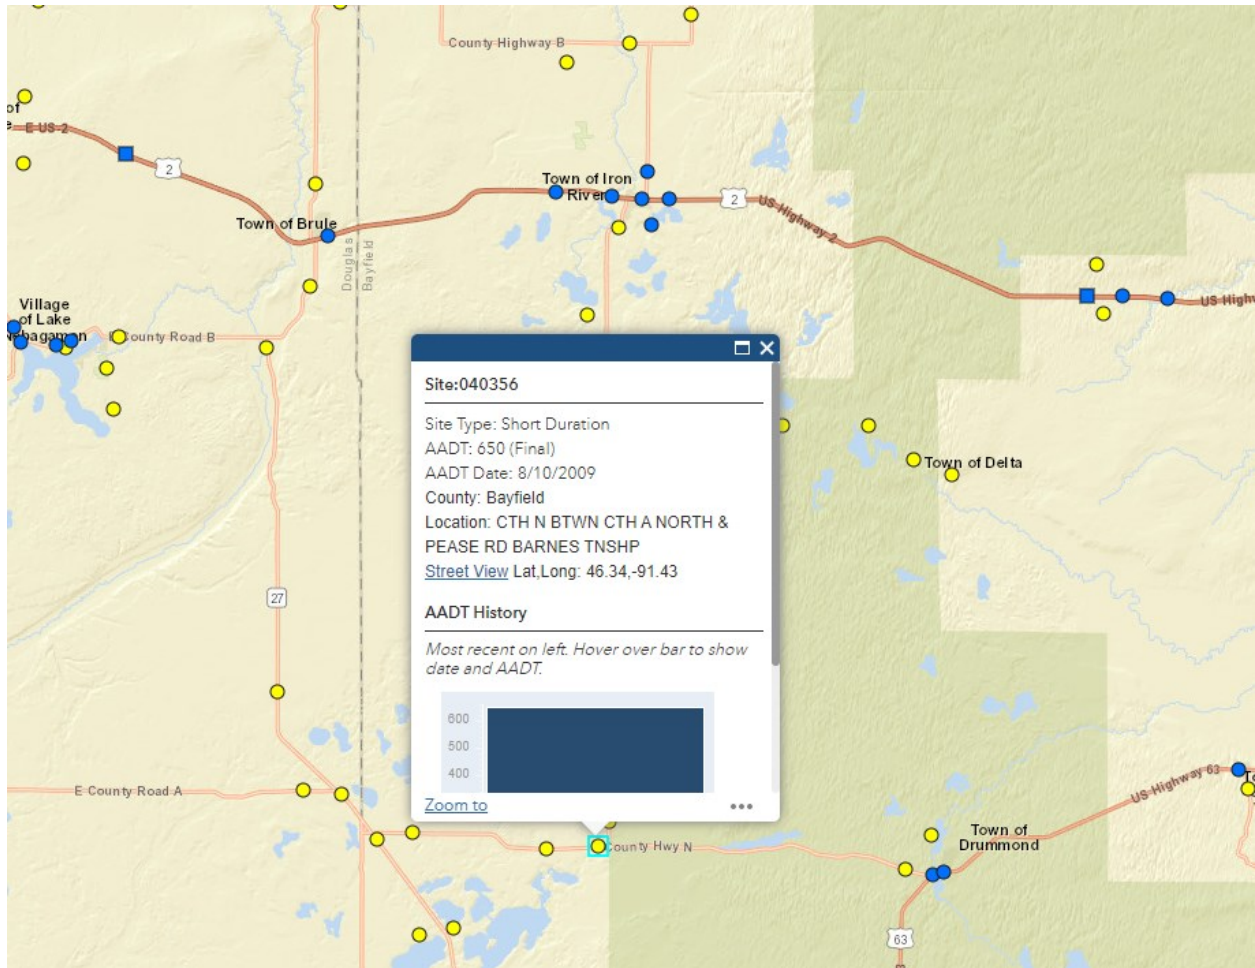 County Highway B
of
e
E US-2
2
Town of Iron
River
2
US Highway 2
Town of Brule
Douglas
Bayfield
US Highw
Village
of Lake
Nebagamon
E County Road B
Site:040356
Site Type: Short Duration
AADT: 650 (Final)
AADT Date: 8/10/2009
County: Bayfield
Location: CTH N BTWN CTH A NORTH &
PEASE RD BARNES TNSHP
Street View Lat,Long: 46.34,-91.43
AADT History
Most recent on left. Hover over bar to show
date and AADT.
600
500
400
Zoom to
Town of Delta
27
E County Road A
US Highway 63
To
County Hwy N
Town of
Drummond
63